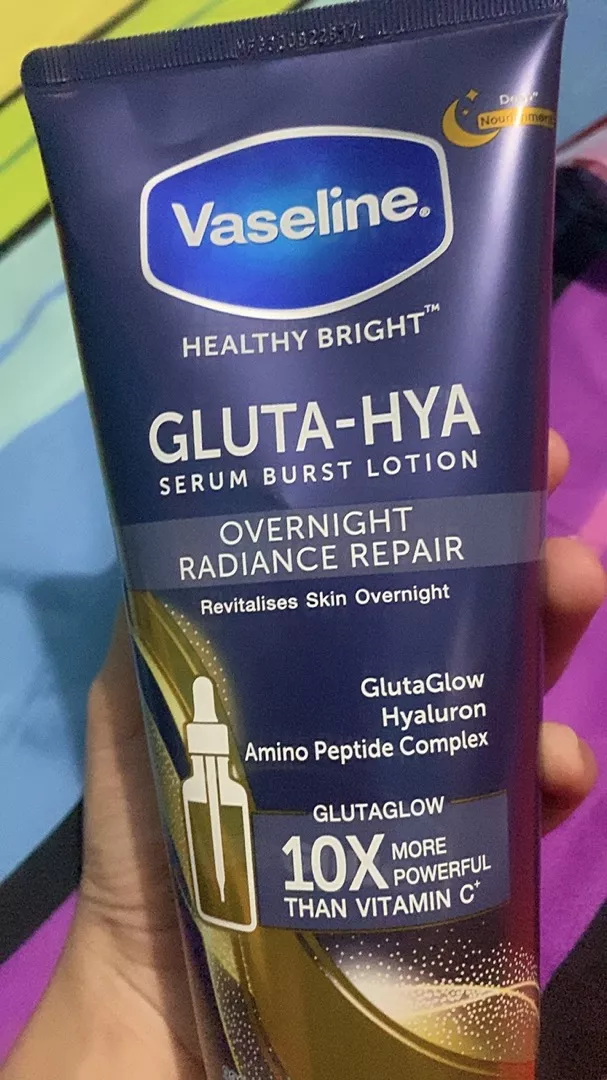 Vaseline.
HEALTHY BRIGHT™
GLUTA-HYA
SERUM BURST LOTION
OVERNIGHT
RADIANCE REPAIR
Revitalises Skin Overnight
GlutaGlow
Hyaluron
Amino Peptide Complex
GLUTAGLOW
10X MORE
POWERFUL
THAN VITAMIN C+